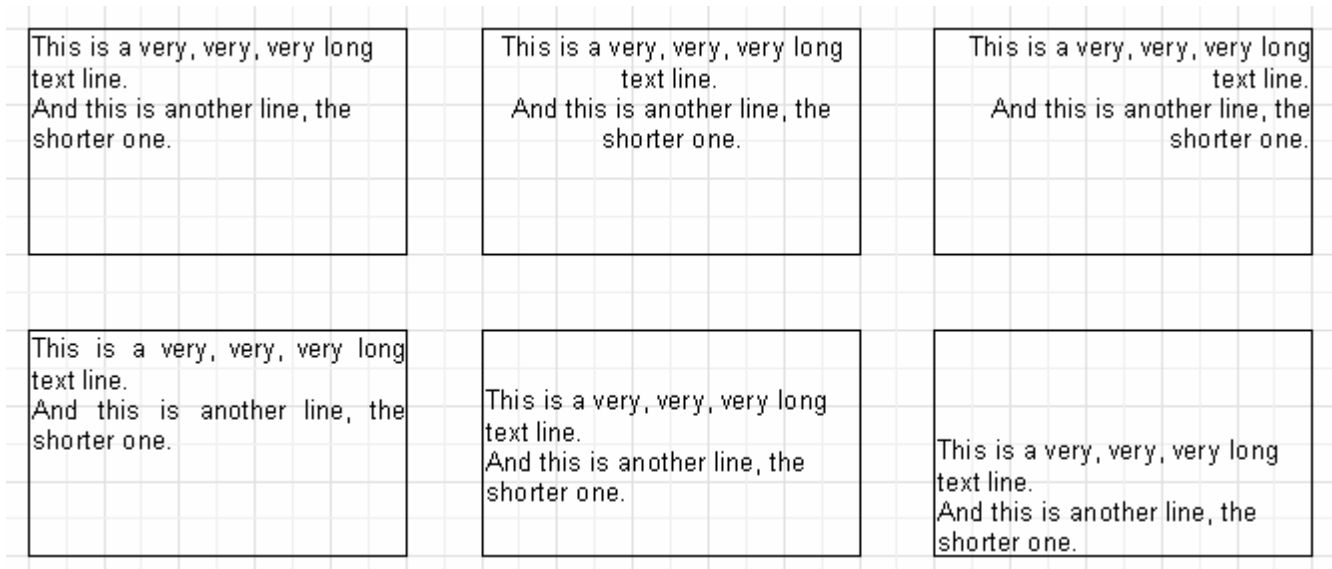 This is a very, very, very long
text line.
And this is another line, the
shorter one.
This is a very, very, very long
text line.
And this is another line, the
shorter one.
This is a very, very, very long
text line.
And this is another line, the
shorter one.
This is a very, very, very long
text line.
And this is another line, the
shorter one.
This is a very, very, very long
text line.
And this is another line, the
shorter one.
This is a very, very, very long
text line.
And this is another line, the
shorter one.